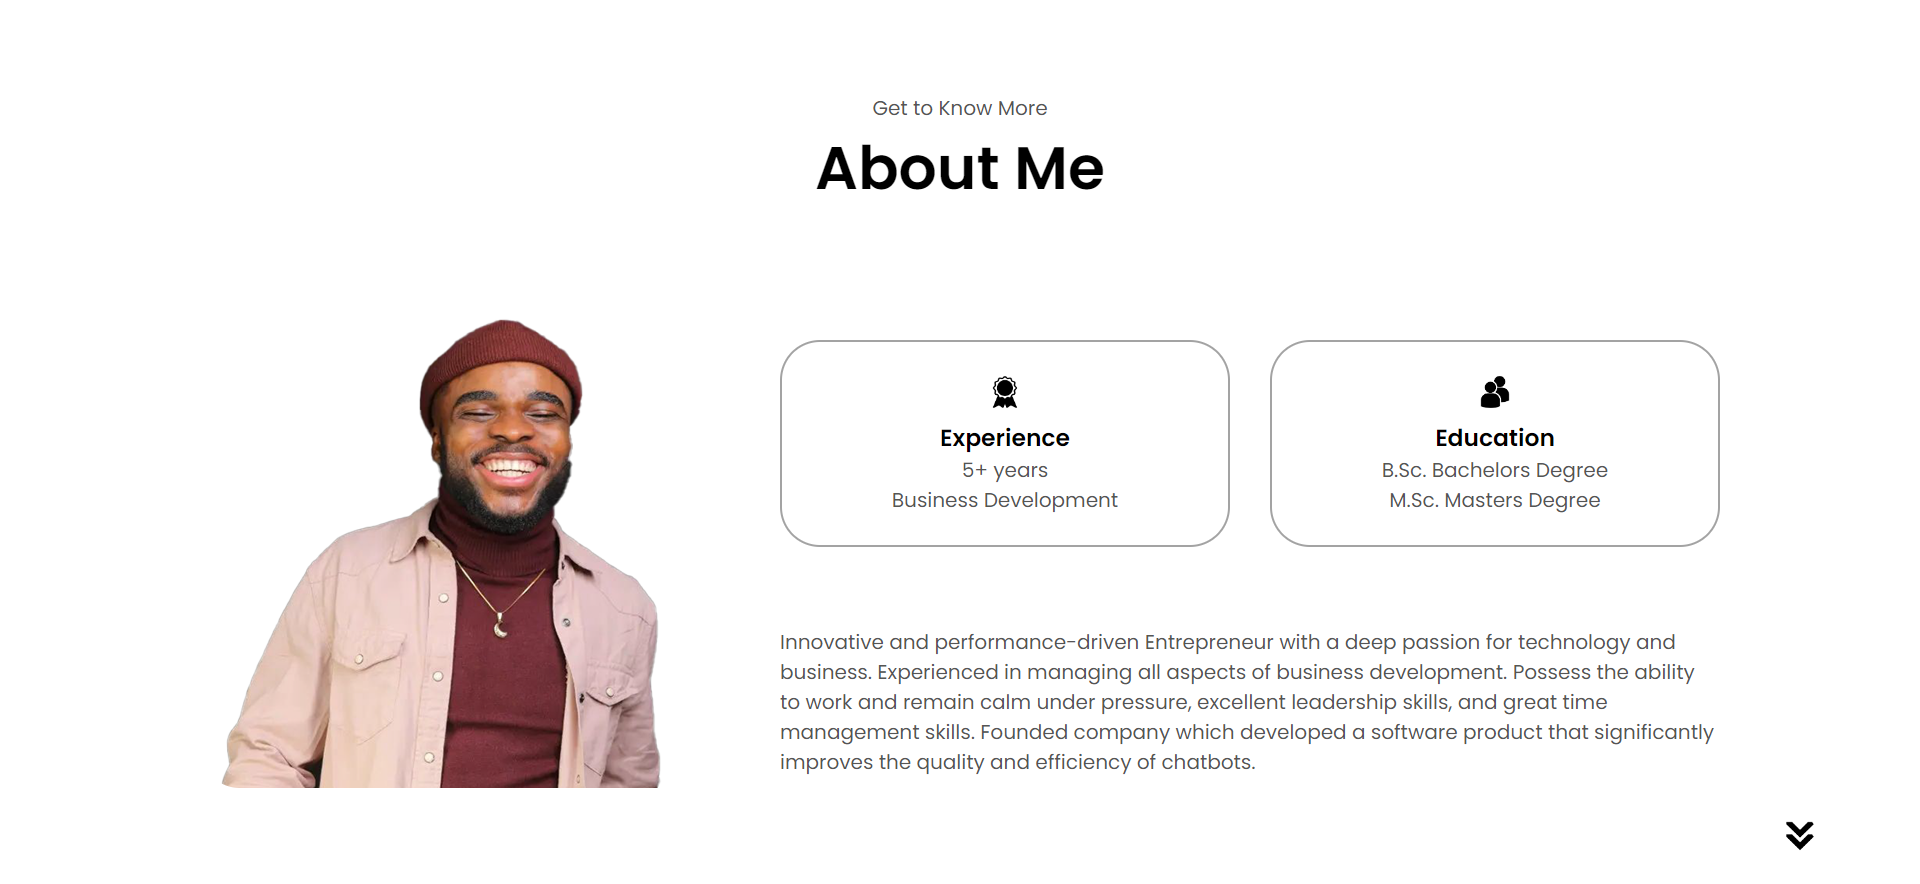 Get to Know More
About Me
Experience
5+ years
Business Development
Education
B.Sc. Bachelors Degree
M.Sc. Masters Degree
Innovative and performance-driven Entrepreneur with a deep passion for technology and
business. Experienced in managing all aspects of business development. Possess the ability
to work and remain calm under pressure, excellent leadership skills, and great time
management skills. Founded company which developed a software product that significantly
improves the quality and efficiency of chatbots.